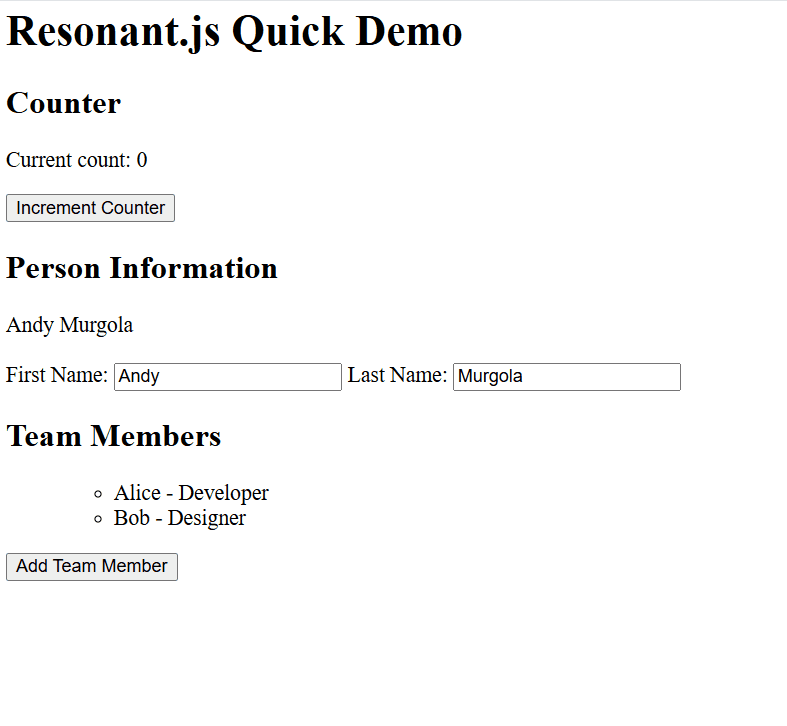 Resonant.js Quick Demo
Counter
Current count: 0
Increment Counter
Person Information
Andy Murgola
First Name: Andy Last Name: Murgola
Team Members
Alice - Developer
Bob - Designer
Add Team Member